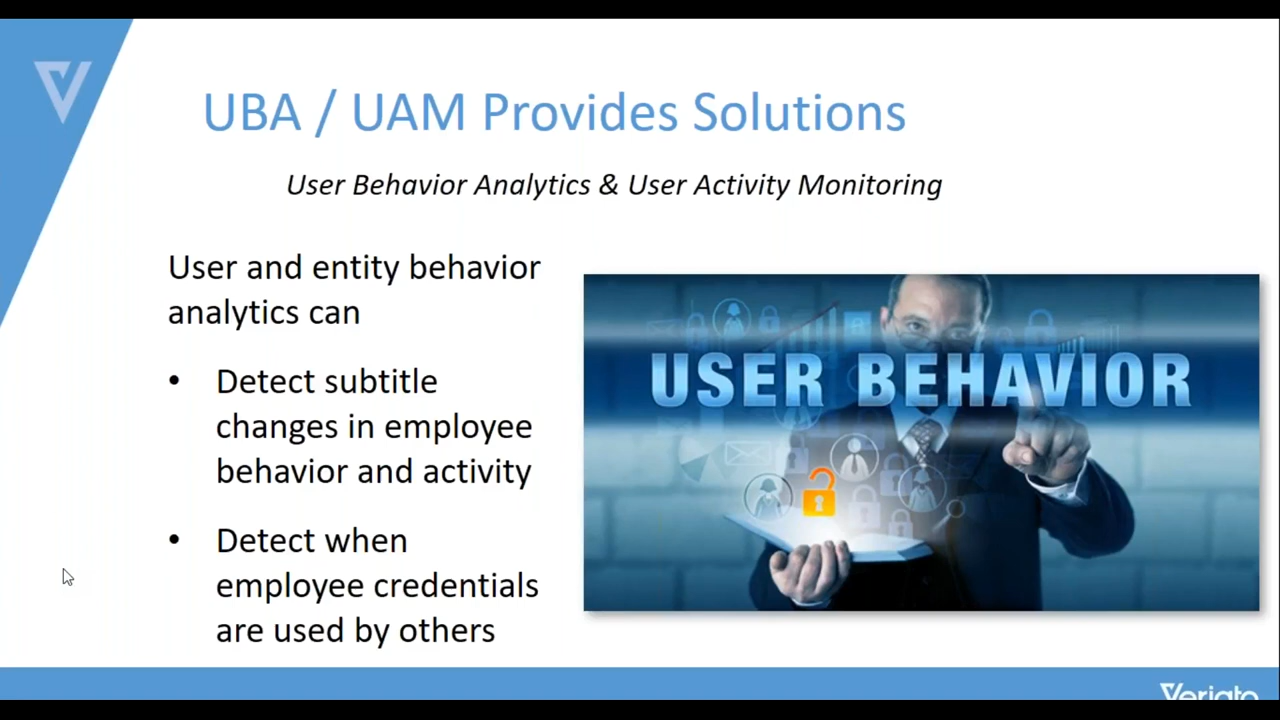 UBA / UAM Provides Solutions
User Behavior Analytics & User Activity Monitoring
User and entity behavior
analytics can
• Detect subtitle
changes in employee
behavior and activity
• Detect when
employee credentials
are used by others
USER BEHAVIOR
Veriato